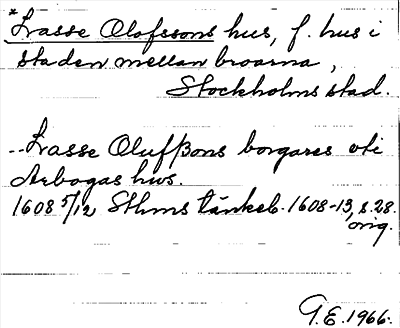 *Lasse Olofssons hus, f. hus i
staden mellan broarna,
Stockholms stad.
--Lasse Olufßons borgares uti
Arbogas hws.
1608 5/12 Sthms tänkeb. 1608-13, s. 28.
orig.
G.E. 1966.